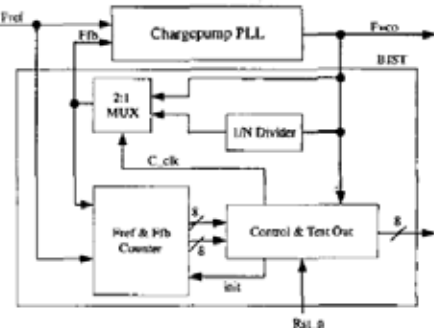 Fref
Ffb
Chargepump PLL
Fvco
BIST
2:1
MUX
1/N Divider
C_clk
8
8
Fref & Ffb
Counter
Control & Test Out
8
init
Rst_n